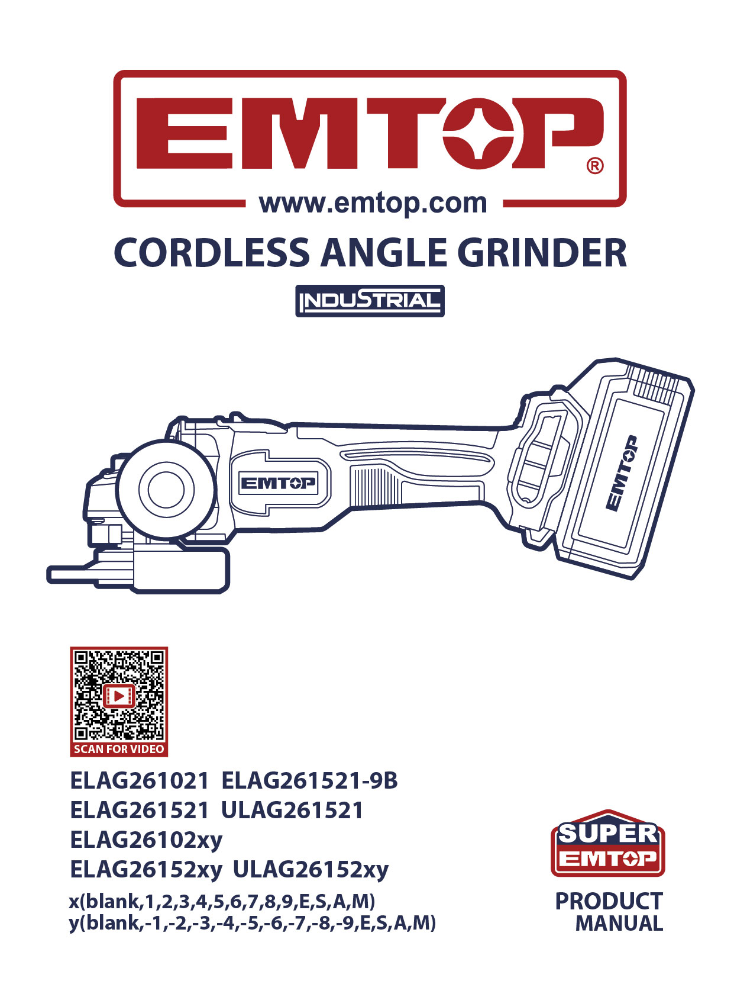 EMTOP
®
www.emtop.com
CORDLESS ANGLE GRINDER
INDUSTRIAL
EMTOP
EMTOP
SCAN FOR VIDEO
ELAG261021 ELAG261521-9B
ELAG261521 ULAG261521
ELAG26102xy
ELAG26152xy ULAG26152xy
x(blank,1,2,3,4,5,6,7,8,9,E,S,A,M)
y(blank,-1,-2,-3,-4,-5,-6,-7,-8,-9,E,S,A,M)
SUPER
EMTOP
PRODUCT
MANUAL